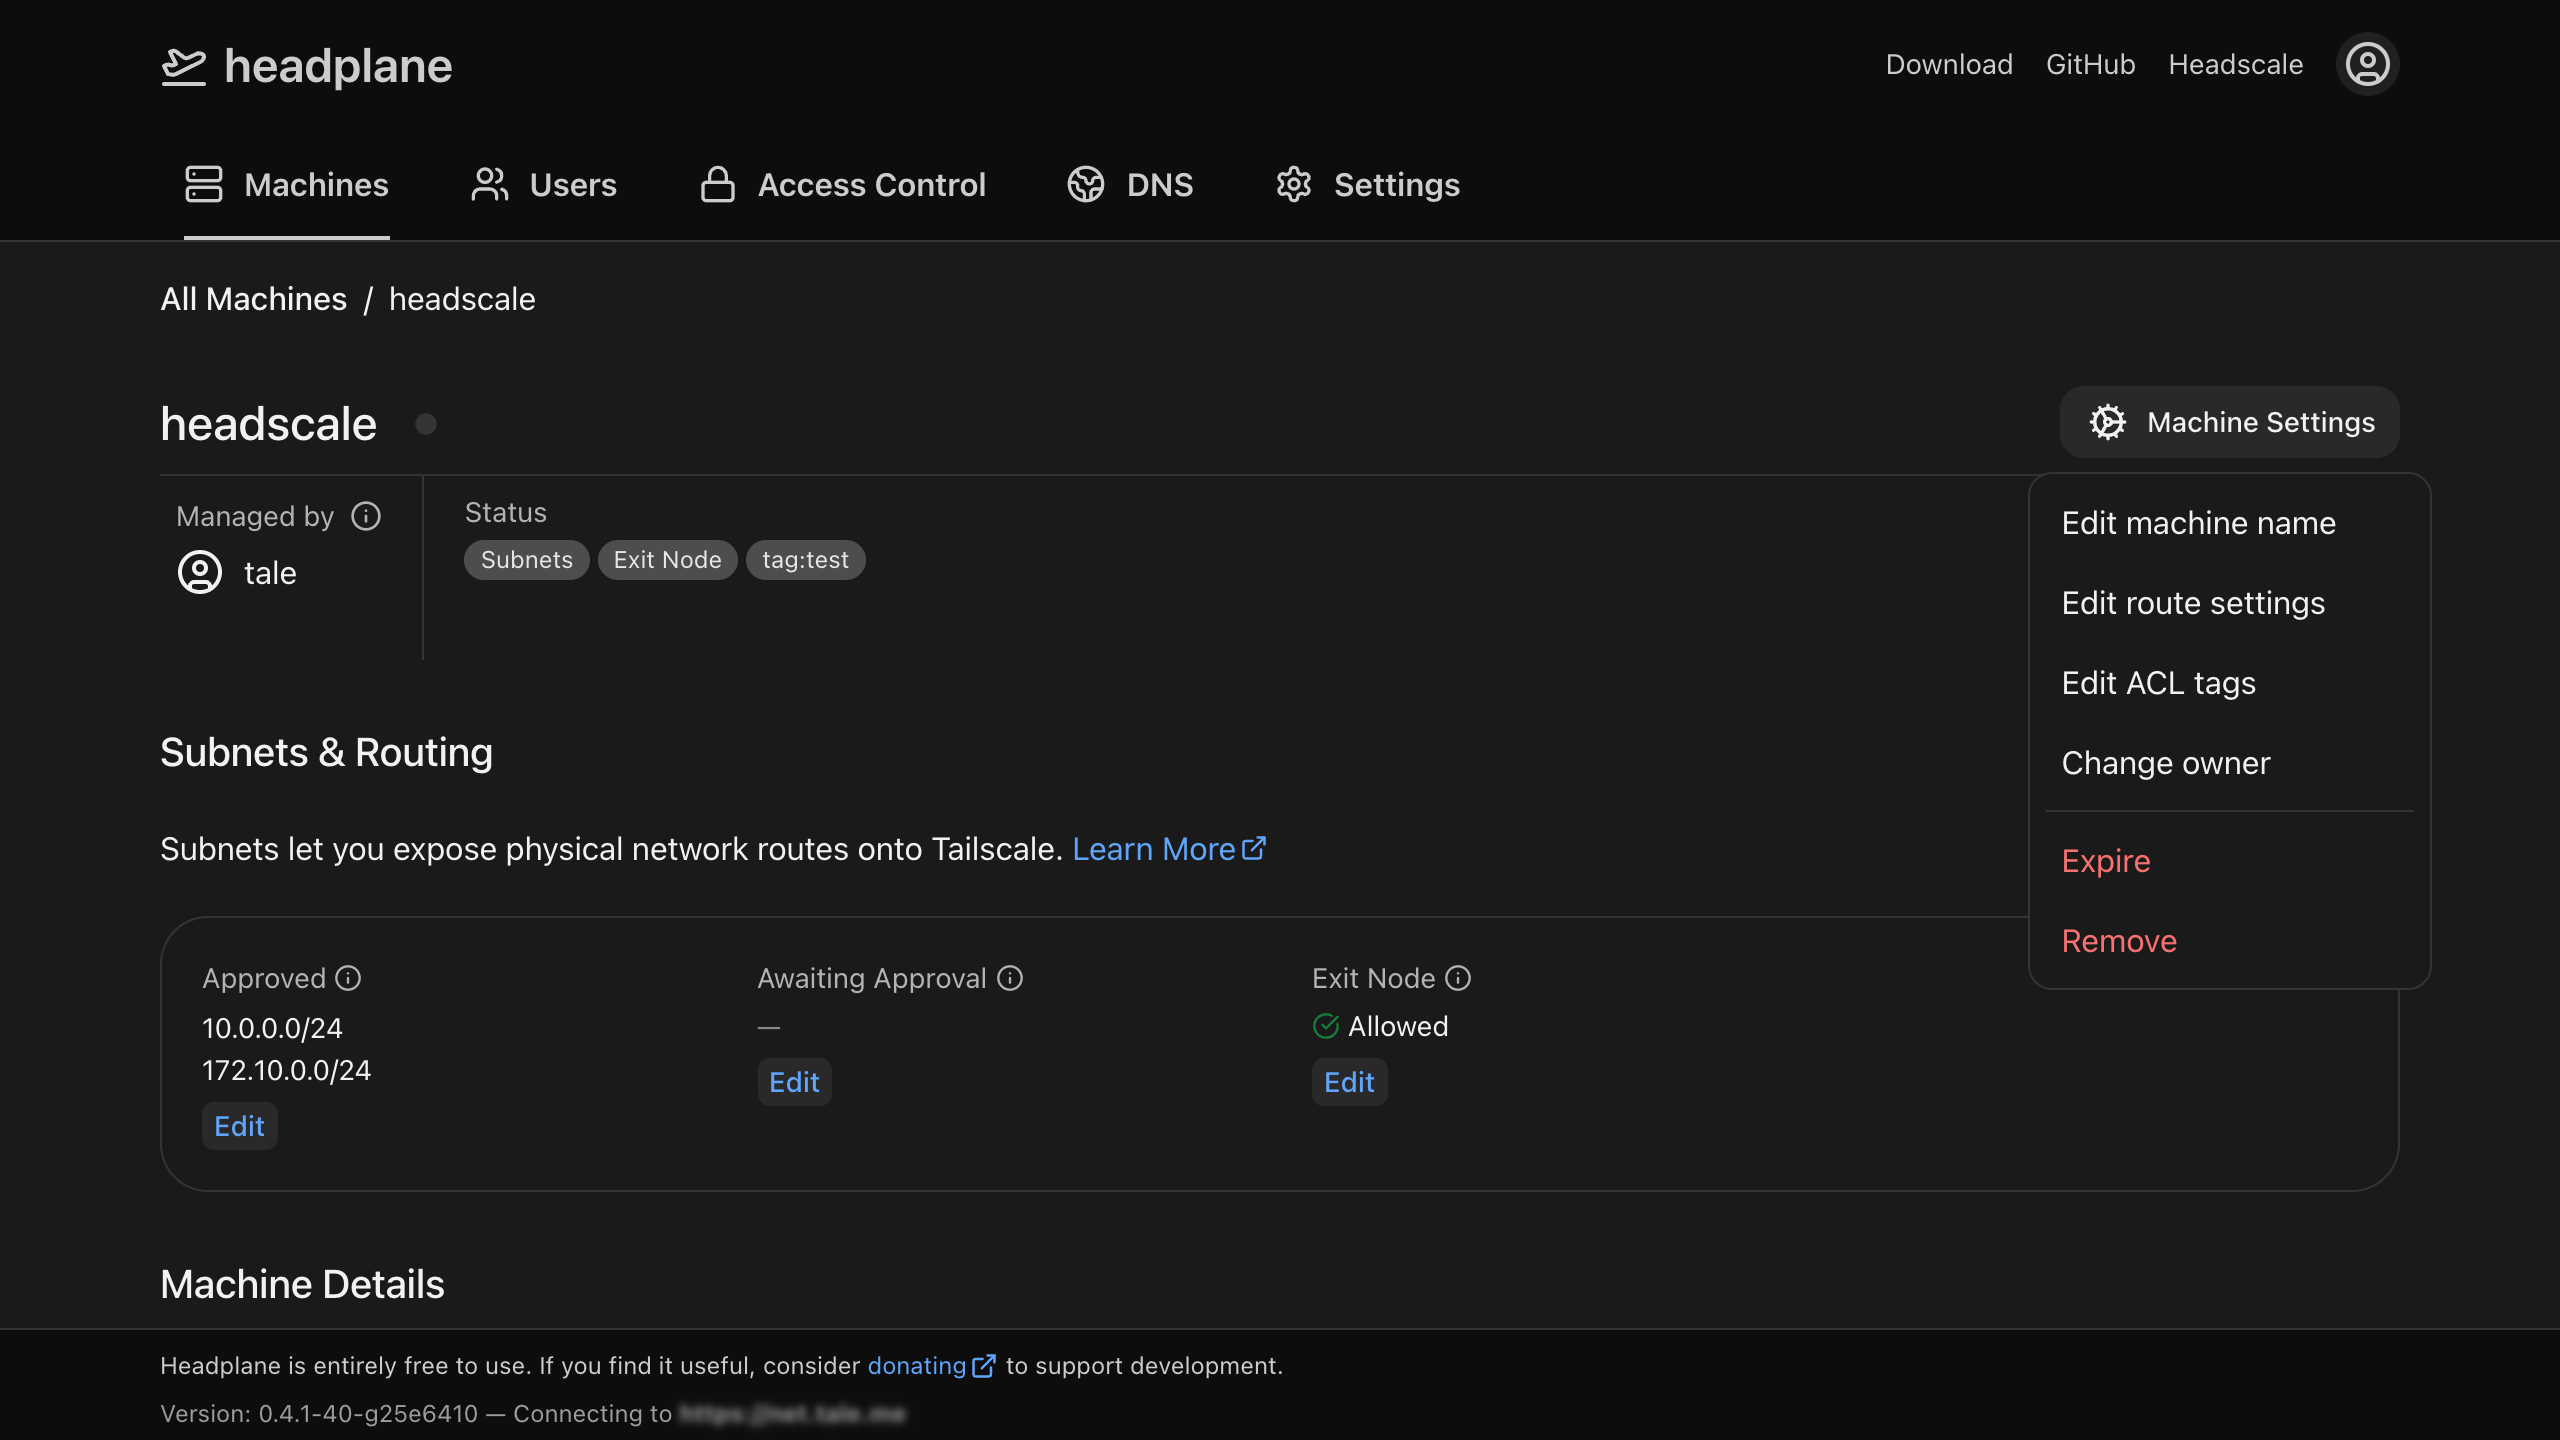 headplane
Download GitHub Headscale
Machines Users Access Control DNS Settings
All Machines / headscale
headscale
Machine Settings
Managed by
tale
Status
Subnets Exit Node tag:test
Edit machine name
Edit route settings
Edit ACL tags
Change owner
Expire
Remove
Subnets & Routing
Subnets let you expose physical network routes onto Tailscale. Learn More
Approved
10.0.0.0/24
172.10.0.0/24
Edit
Awaiting Approval
—
Edit
Exit Node
Allowed
Edit
Machine Details
Headplane is entirely free to use. If you find it useful, consider donating to support development.
Version: 0.4.1-40-g25e6410 — Connecting to